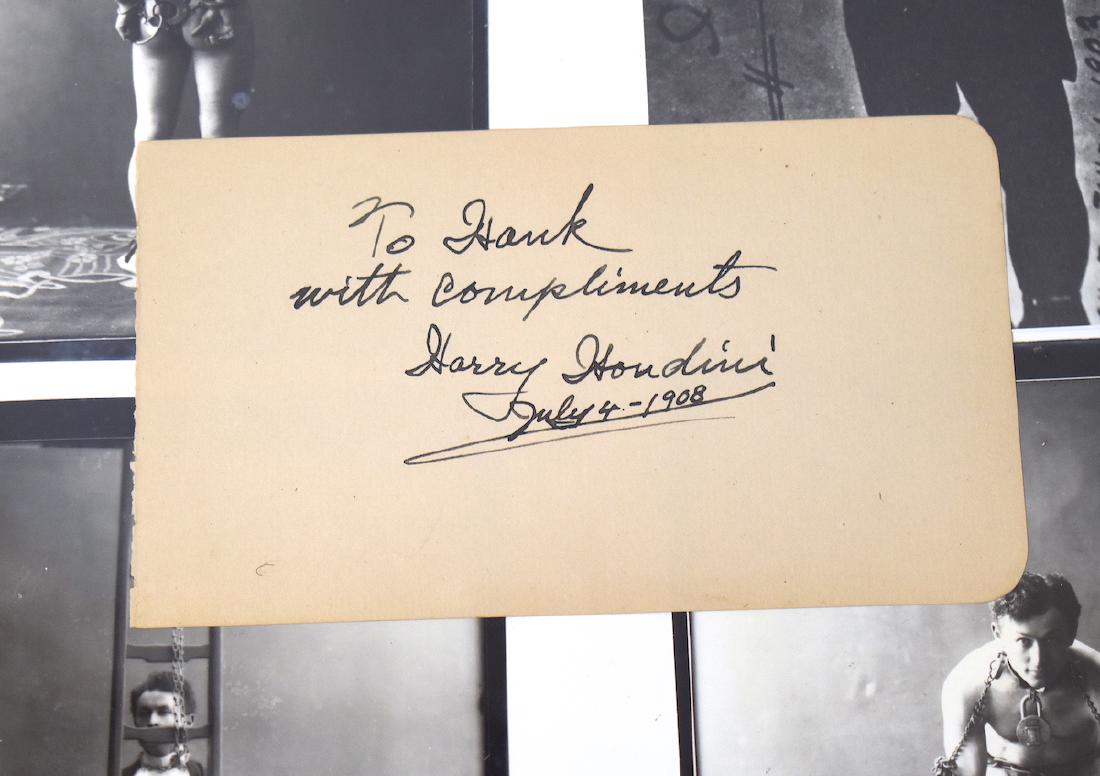 To Hank
with compliments
Harry Houdini
July 4-1908